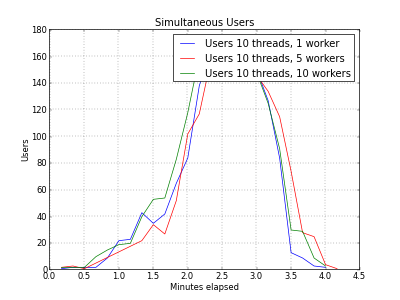 Simultaneous Users
180
160
140
120
100
80
60
40
20
0
Users
Users 10 threads, 1 worker
Users 10 threads, 5 workers
Users 10 threads, 10 workers
0.0 0.5 1.0 1.5 2.0 2.5 3.0 3.5 4.0 4.5
Minutes elapsed